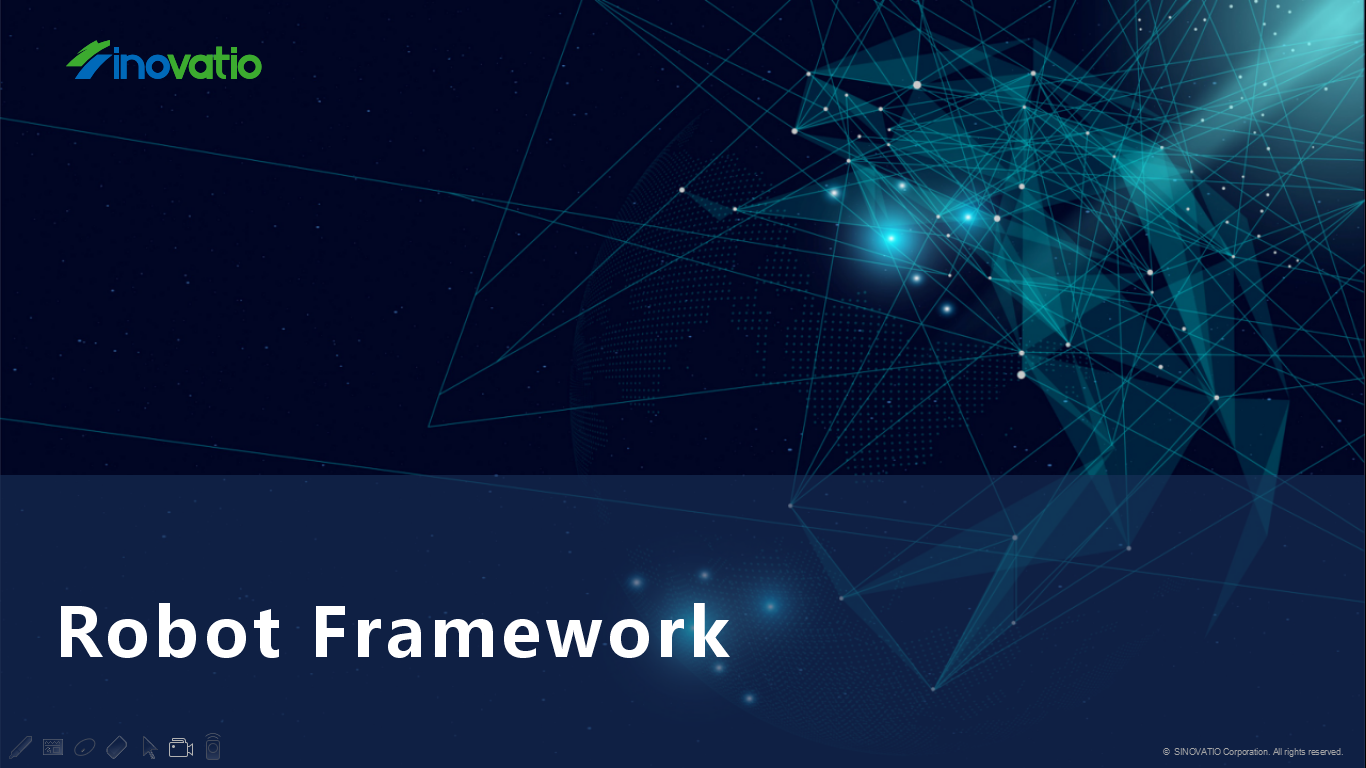 inovatio
Robot Framework
© SINOVATIO Corporation. All rights reserved.